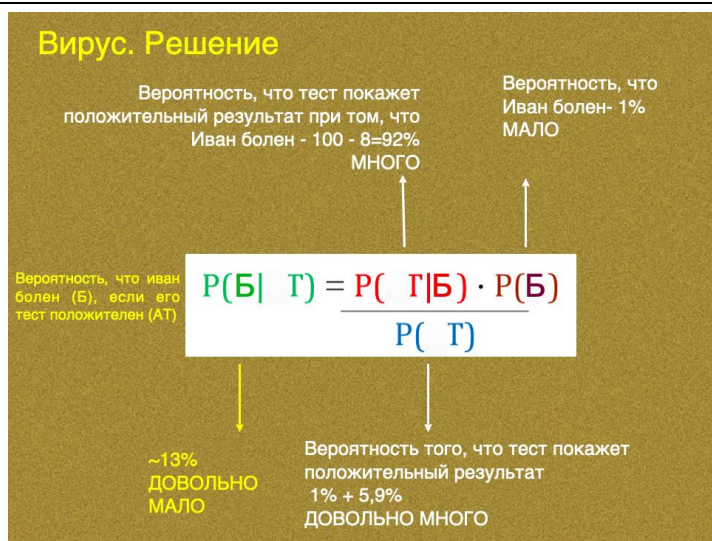 Вирус. Решение
Вероятность, что тест покажет
положительный результат при том, что
Иван болен - 100 - 8=92%
МНОГО
Вероятность, что
Иван болен- 1%
МАЛО
Вероятность, что иван
болен (Б), если его
тест положителен (АТ)
P(Б| T) = P( T|Б) · P(Б)
P( T)
~13%
ДОВОЛЬНО
МАЛО
Вероятность того, что тест покажет
положительный результат
1% + 5,9%
ДОВОЛЬНО МНОГО